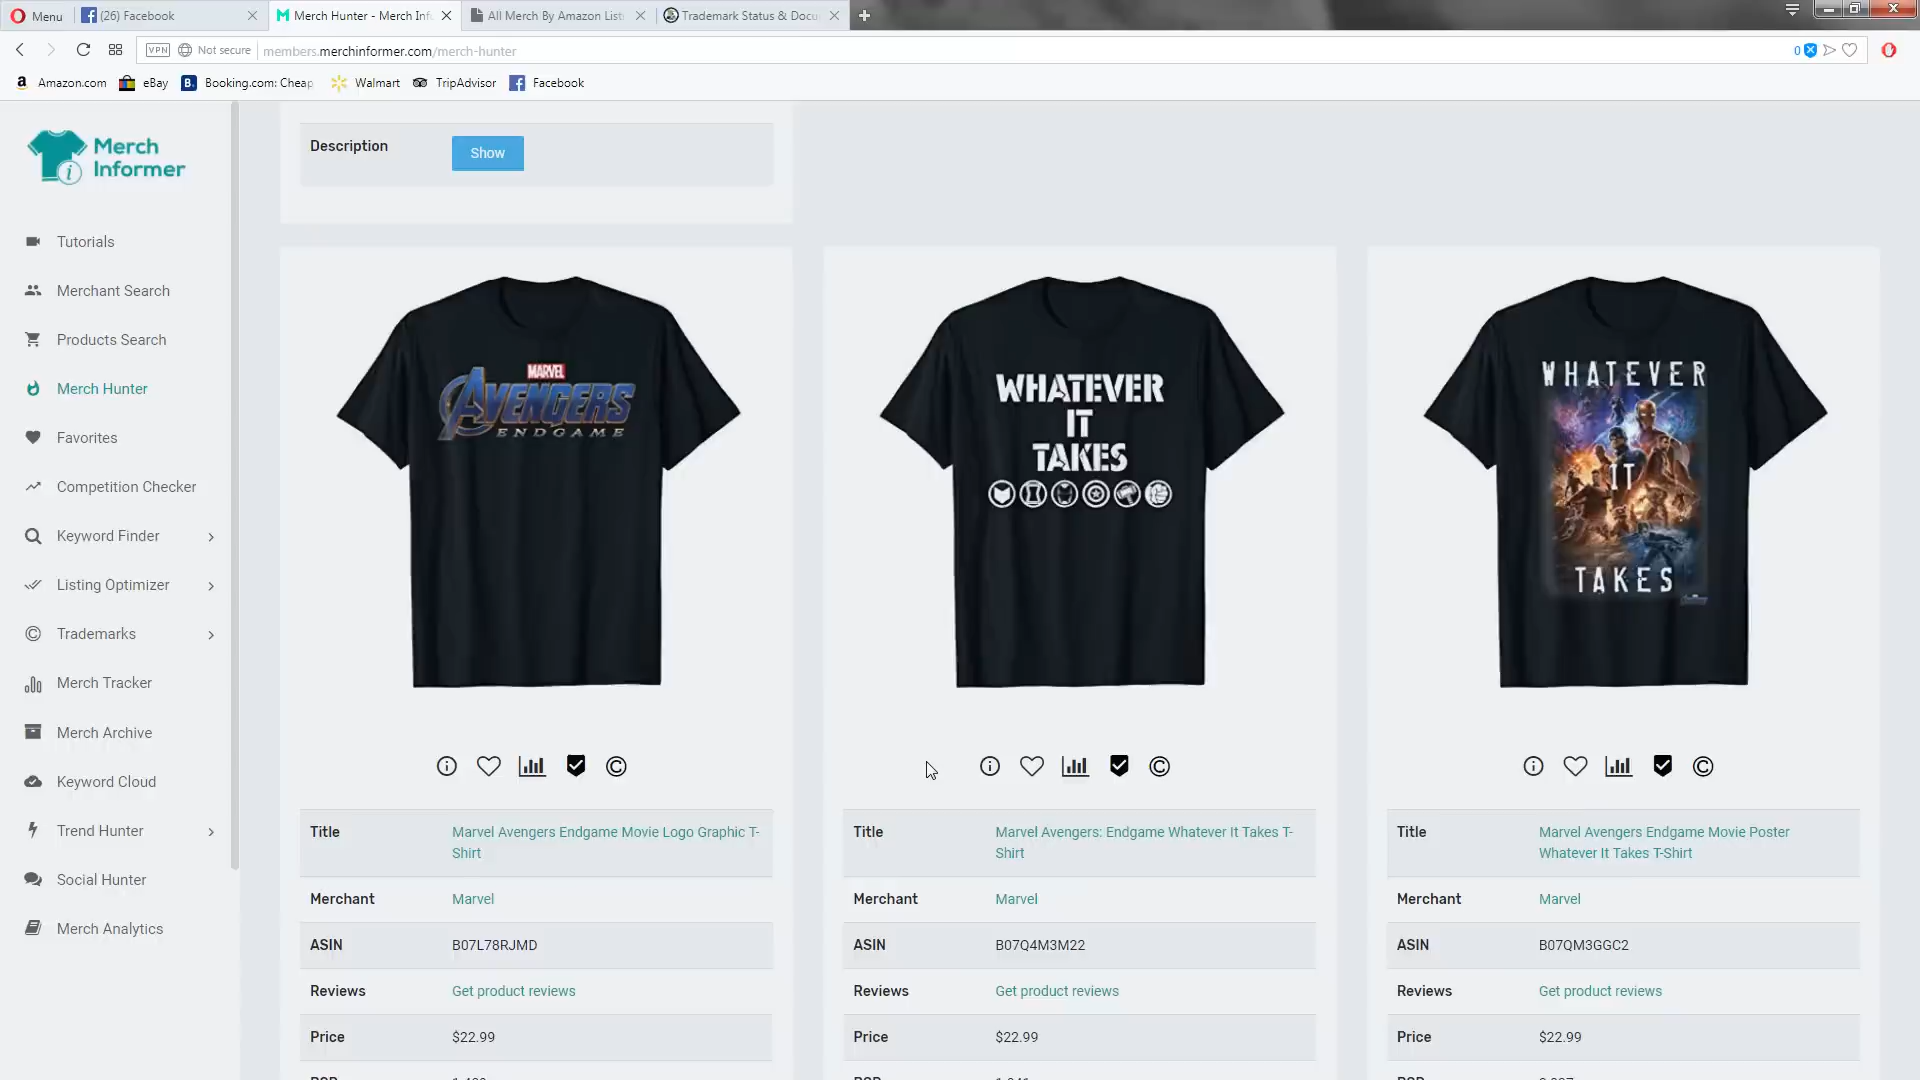 Menu
(26) Facebook
Merch Hunter - Merch Inf
All Merch By Amazon List
Trademark Status & Docu
VPN
Not secure
members.merchinformer.com/merch-hunter
0
Amazon.com
eBay
Booking.com: Cheap
Walmart
TripAdvisor
Facebook
Merch
Informer
Tutorials
Merchant Search
Products Search
Merch Hunter
Favorites
Competition Checker
Keyword Finder
Listing Optimizer
Trademarks
Merch Tracker
Merch Archive
Keyword Cloud
Trend Hunter
Social Hunter
Merch Analytics
Description
Show
MARVEL
AVENGERS
ENDGAME
Title
Marvel Avengers Endgame Movie Logo Graphic T-
Shirt
Merchant
Marvel
ASIN
B07L78RJMD
Reviews
Get product reviews
Price
$22.99
WHATEVER
IT
TAKES
Title
Marvel Avengers: Endgame Whatever It Takes T-
Shirt
Merchant
Marvel
ASIN
B07Q4M3M22
Reviews
Get product reviews
Price
$22.99
WHATEVER
IT
TAKES
Title
Marvel Avengers Endgame Movie Poster
Whatever It Takes T-Shirt
Merchant
Marvel
ASIN
B07QM3GGC2
Reviews
Get product reviews
Price
$22.99